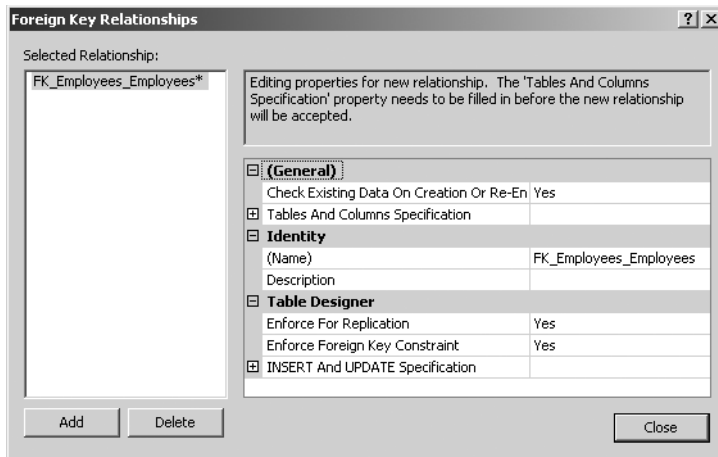 Foreign Key Relationships
Selected Relationship:
FK_Employees_Employees*
Editing properties for new relationship. The 'Tables And Columns
Specification' property needs to be filled in before the new relationship
will be accepted.
(General)
Check Existing Data On Creation Or Re-En Yes
Tables And Columns Specification
Identity
(Name) FK_Employees_Employees
Description
Table Designer
Enforce For Replication Yes
Enforce Foreign Key Constraint Yes
INSERT And UPDATE Specification
Add Delete
Close